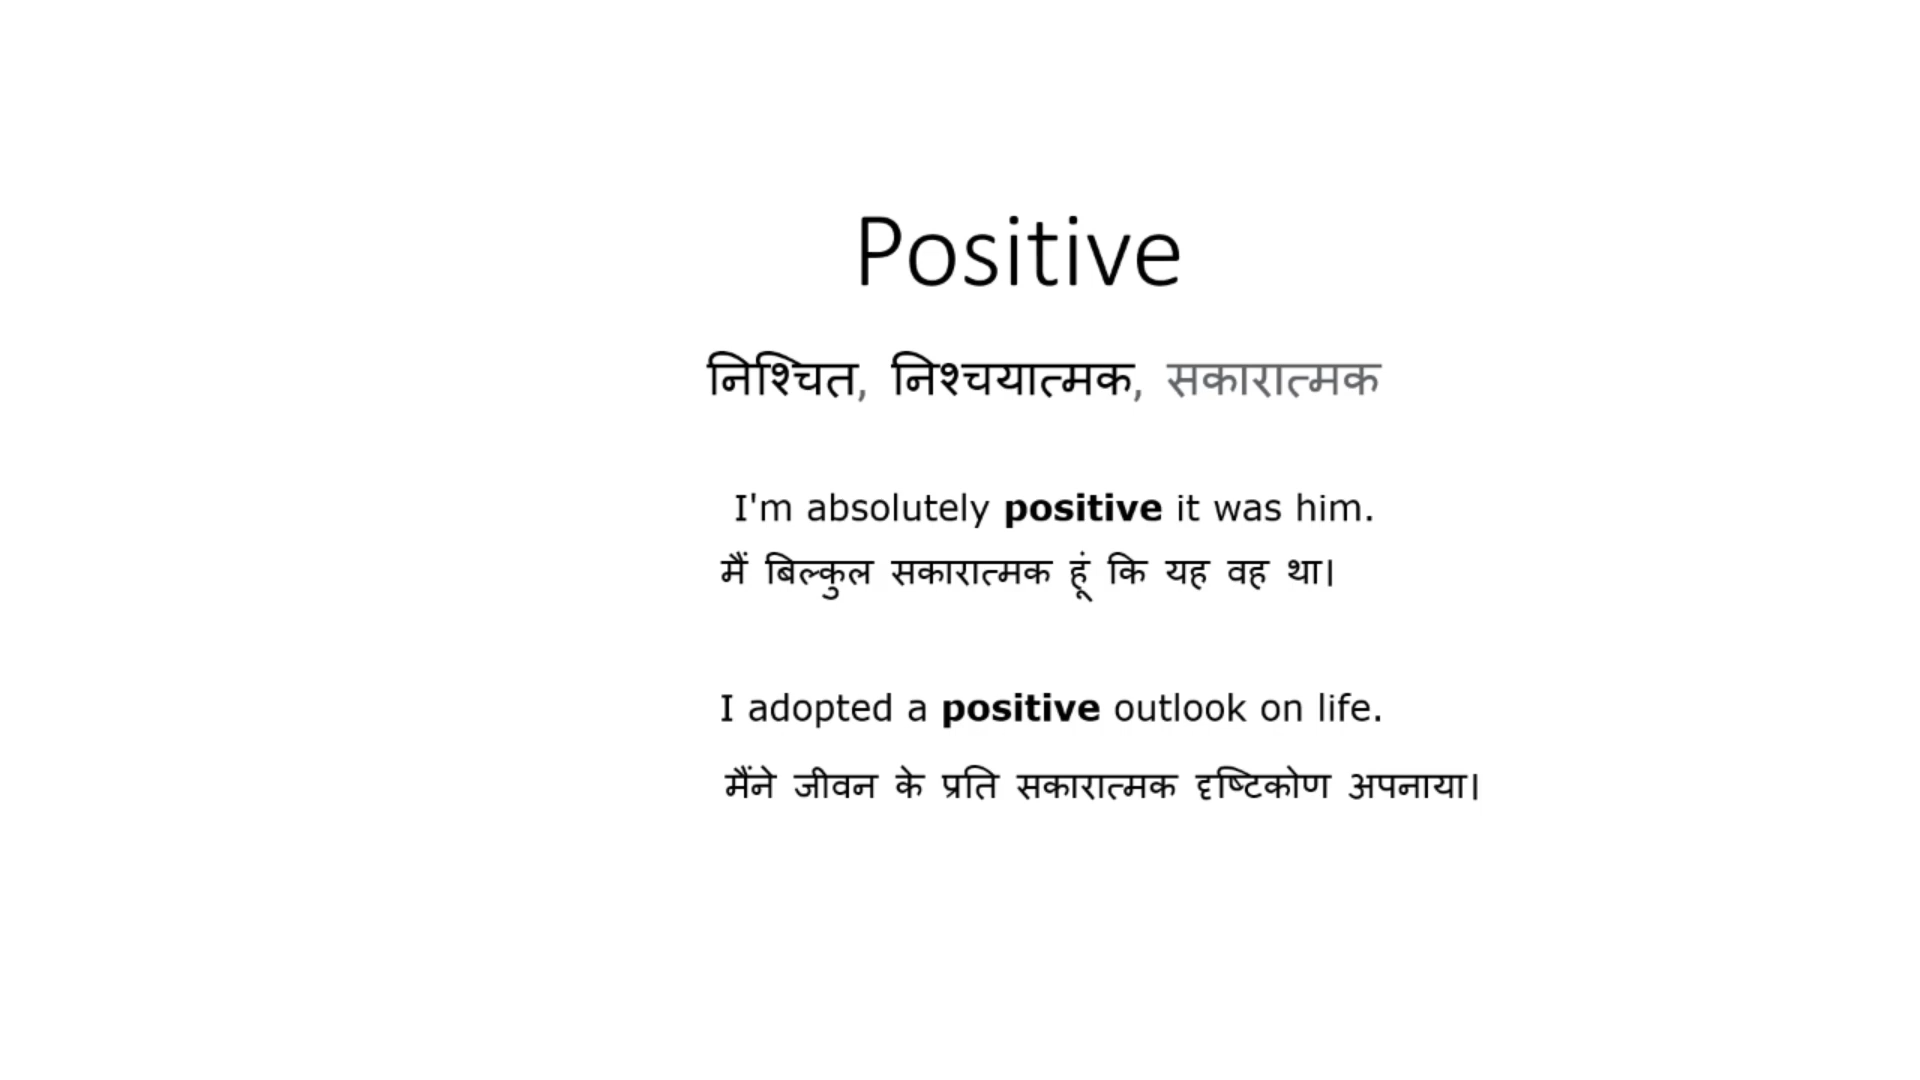 Positive
निश्चित, निश्चयात्मक, सकारात्मक
I'm absolutely positive it was him.
मैं बिल्कुल सकारात्मक हूं कि यह वह था।
I adopted a positive outlook on life.
मैंने जीवन के प्रति सकारात्मक दृष्टिकोण अपनाया।